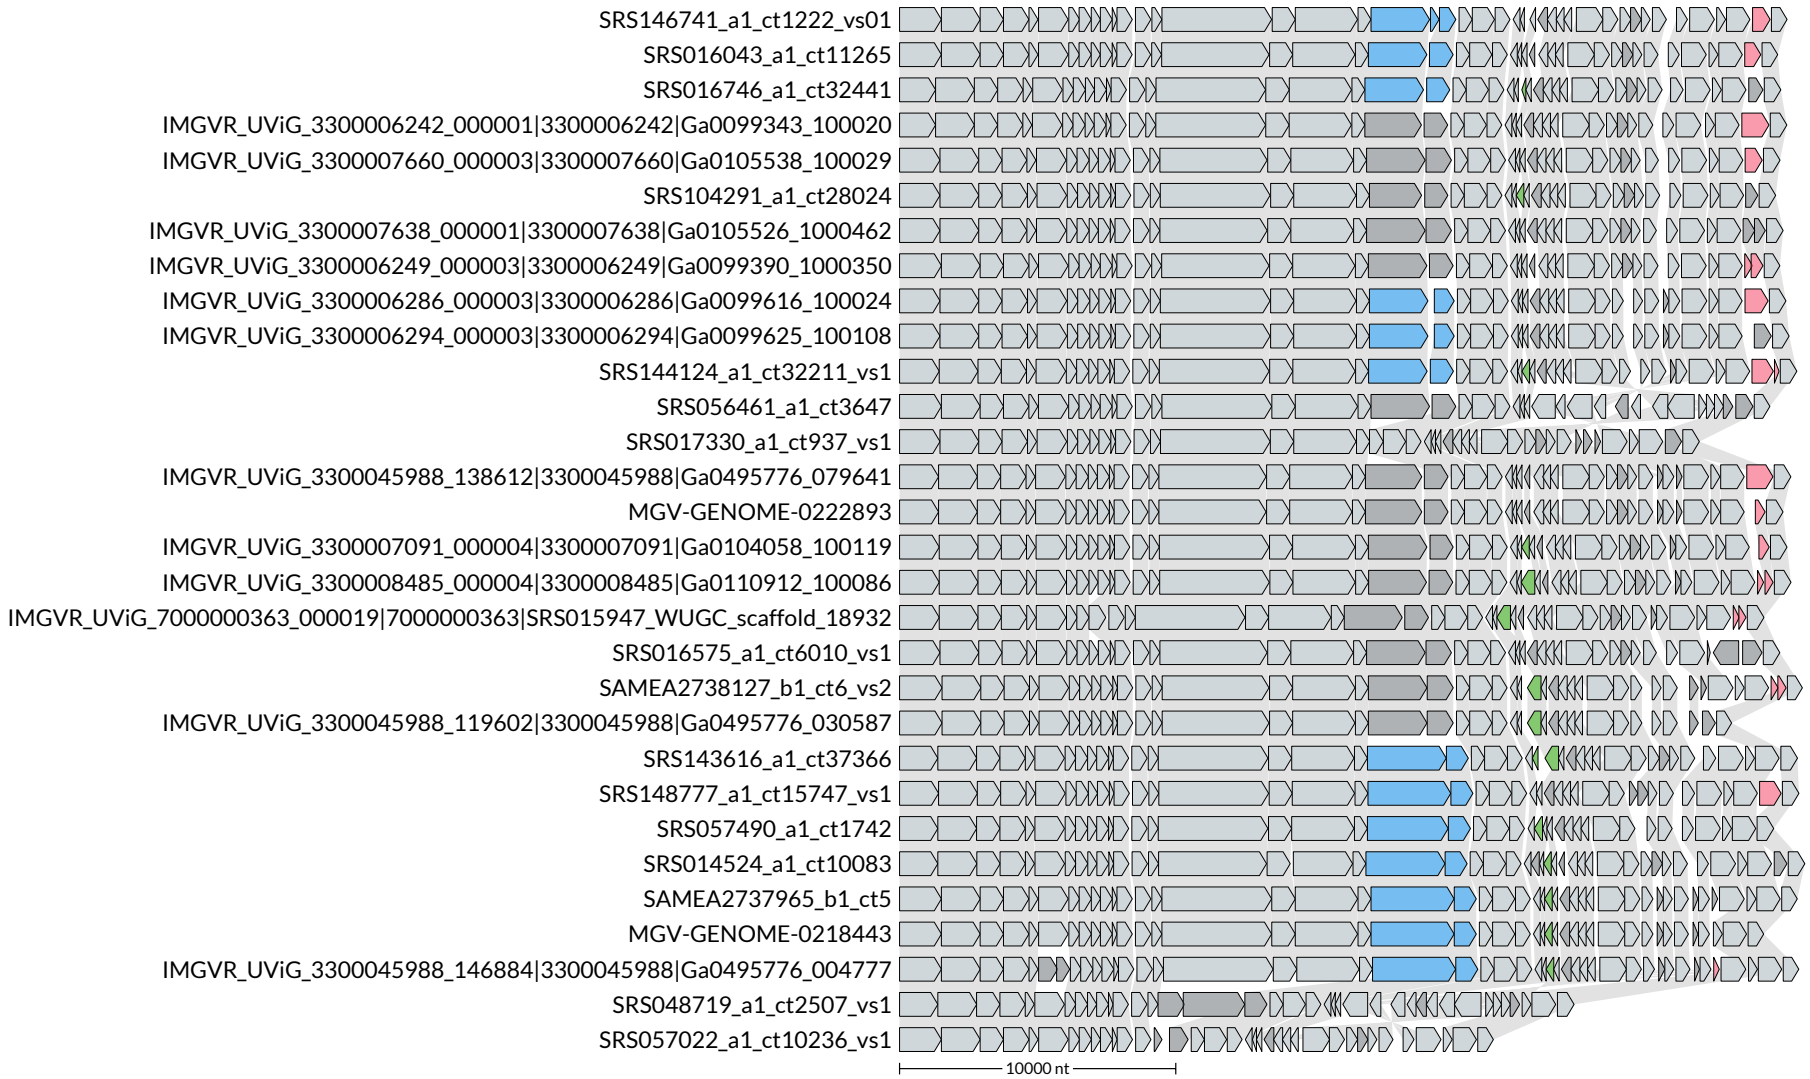 SRS146741_a1_ct1222_vs01
SRS016043_a1_ct11265
SRS016746_a1_ct32441
IMGVR_UViG_3300006242_000001|3300006242|Ga0099343_100020
IMGVR_UViG_3300007660_000003|3300007660|Ga0105538_100029
SRS104291_a1_ct28024
IMGVR_UViG_3300007638_000001|3300007638|Ga0105526_1000462
IMGVR_UViG_3300006249_000003|3300006249|Ga0099390_1000350
IMGVR_UViG_3300006286_000003|3300006286|Ga0099616_100024
IMGVR_UViG_3300006294_000003|3300006294|Ga0099625_100108
SRS144124_a1_ct32211_vs1
SRS056461_a1_ct3647
SRS017330_a1_ct937_vs1
IMGVR_UViG_3300045988_138612|3300045988|Ga0495776_079641
MGV-GENOME-0222893
IMGVR_UViG_3300007091_000004|3300007091|Ga0104058_100119
IMGVR_UViG_3300008485_000004|3300008485|Ga0110912_100086
IMGVR_UViG_7000000363_000019|7000000363|SRS015947_WUGC_scaffold_18932
SRS016575_a1_ct6010_vs1
SAMEA2738127_b1_ct6_vs2
IMGVR_UViG_3300045988_119602|3300045988|Ga0495776_030587
SRS143616_a1_ct37366
SRS148777_a1_ct15747_vs1
SRS057490_a1_ct1742
SRS014524_a1_ct10083
SAMEA2737965_b1_ct5
MGV-GENOME-0218443
IMGVR_UViG_3300045988_146884|3300045988|Ga0495776_004777
SRS048719_a1_ct2507_vs1
SRS057022_a1_ct10236_vs1
10000 nt